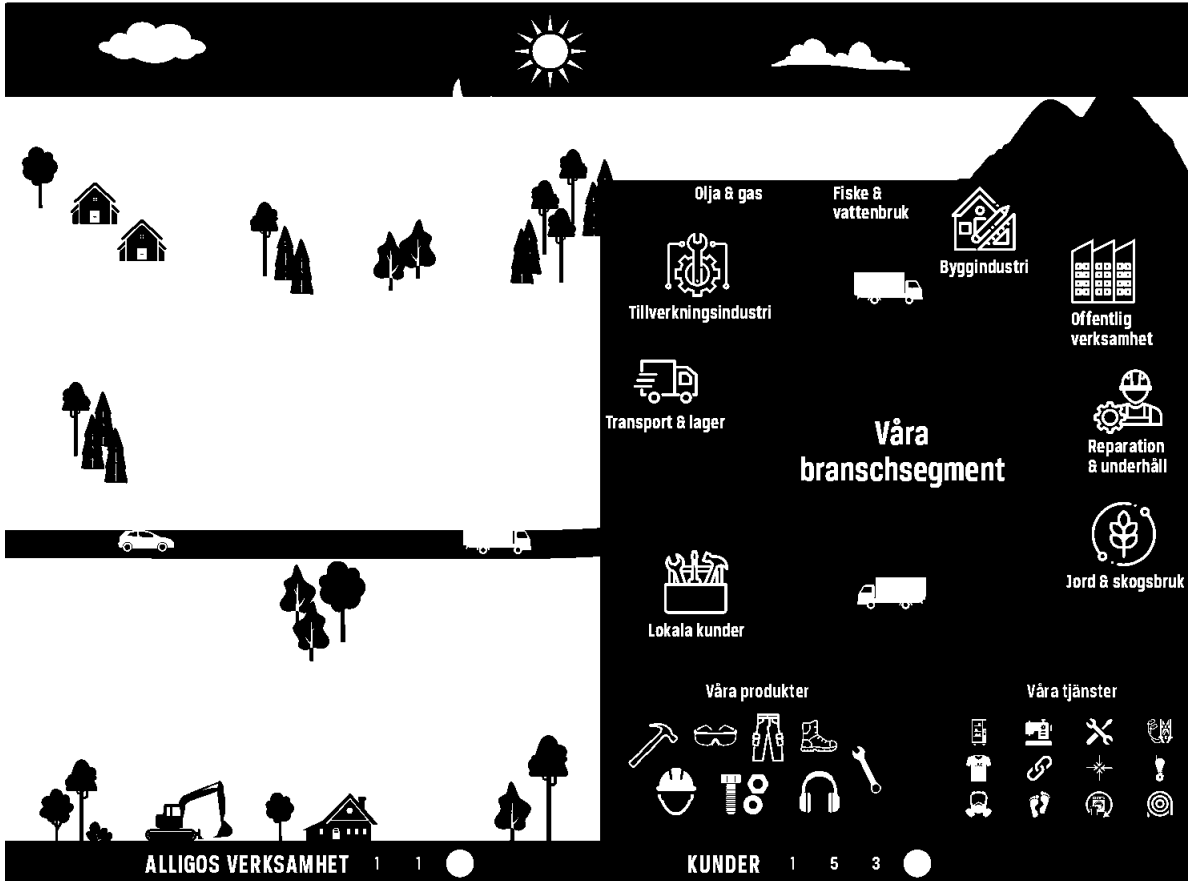 Olja & gas
Fiske &
vattenbruk
Byggindustri
Tillverkningsindustri
Offentlig
verksamhet
Transport & lager
Våra
branschsegment
Reparation
& underhåll
Jord & skogsbruk
Lokala kunder
Våra produkter
Våra tjänster
ALLIGOS VERKSAMHET 1 1
KUNDER 1 5 3